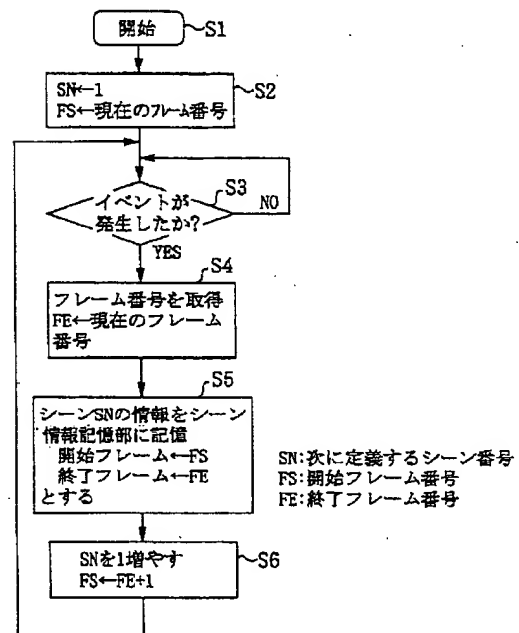 開始
S1
SN←1
FS←現在のフレーム番号
S2
イベントが
発生したか?
S3
NO
YES
S4
フレーム番号を取得
FE←現在のフレーム
番号
S5
シーンSNの情報をシーン
情報記憶部に記憶
開始フレーム←FS
終了フレーム←FE
とする
SN:次に定義するシーン番号
FS:開始フレーム番号
FE:終了フレーム番号
SNを1増やす
FS←FE+1
S6